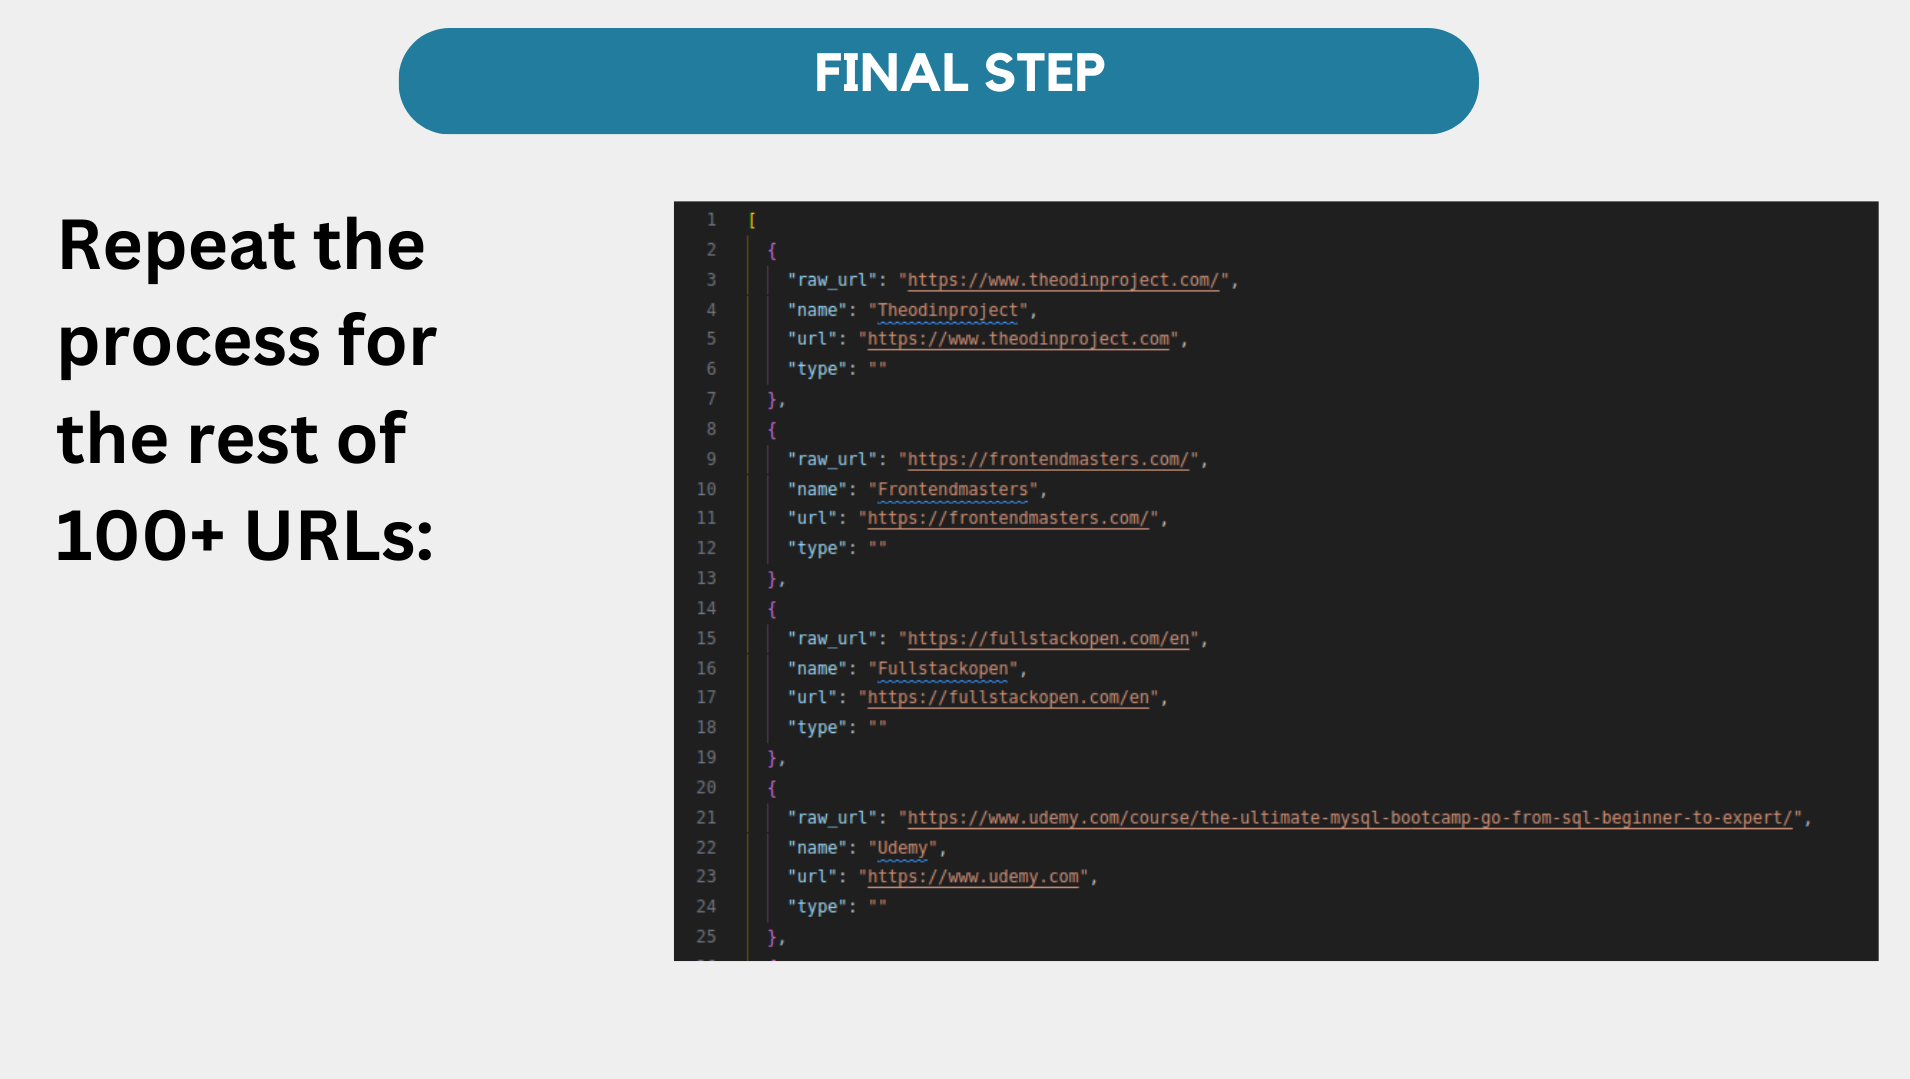 FINAL STEP
Repeat the
process for
the rest of
100+ URLs:
1 [
2 {
3 "raw_url": "https://www.theodinproject.com/",
4 "name": "Theodinproject",
5 "url": "https://www.theodinproject.com",
6 "type": ""
7 },
8 {
9 "raw_url": "https://frontendmasters.com/",
10 "name": "Frontendmasters",
11 "url": "https://frontendmasters.com/",
12 "type": ""
13 },
14 {
15 "raw_url": "https://fullstackopen.com/en",
16 "name": "Fullstackopen",
17 "url": "https://fullstackopen.com/en",
18 "type": ""
19 },
20 {
21 "raw_url": "https://www.udemy.com/course/the-ultimate-mysql-bootcamp-go-from-sql-beginner-to-expert/",
22 "name": "Udemy",
23 "url": "https://www.udemy.com",
24 "type": ""
25 },